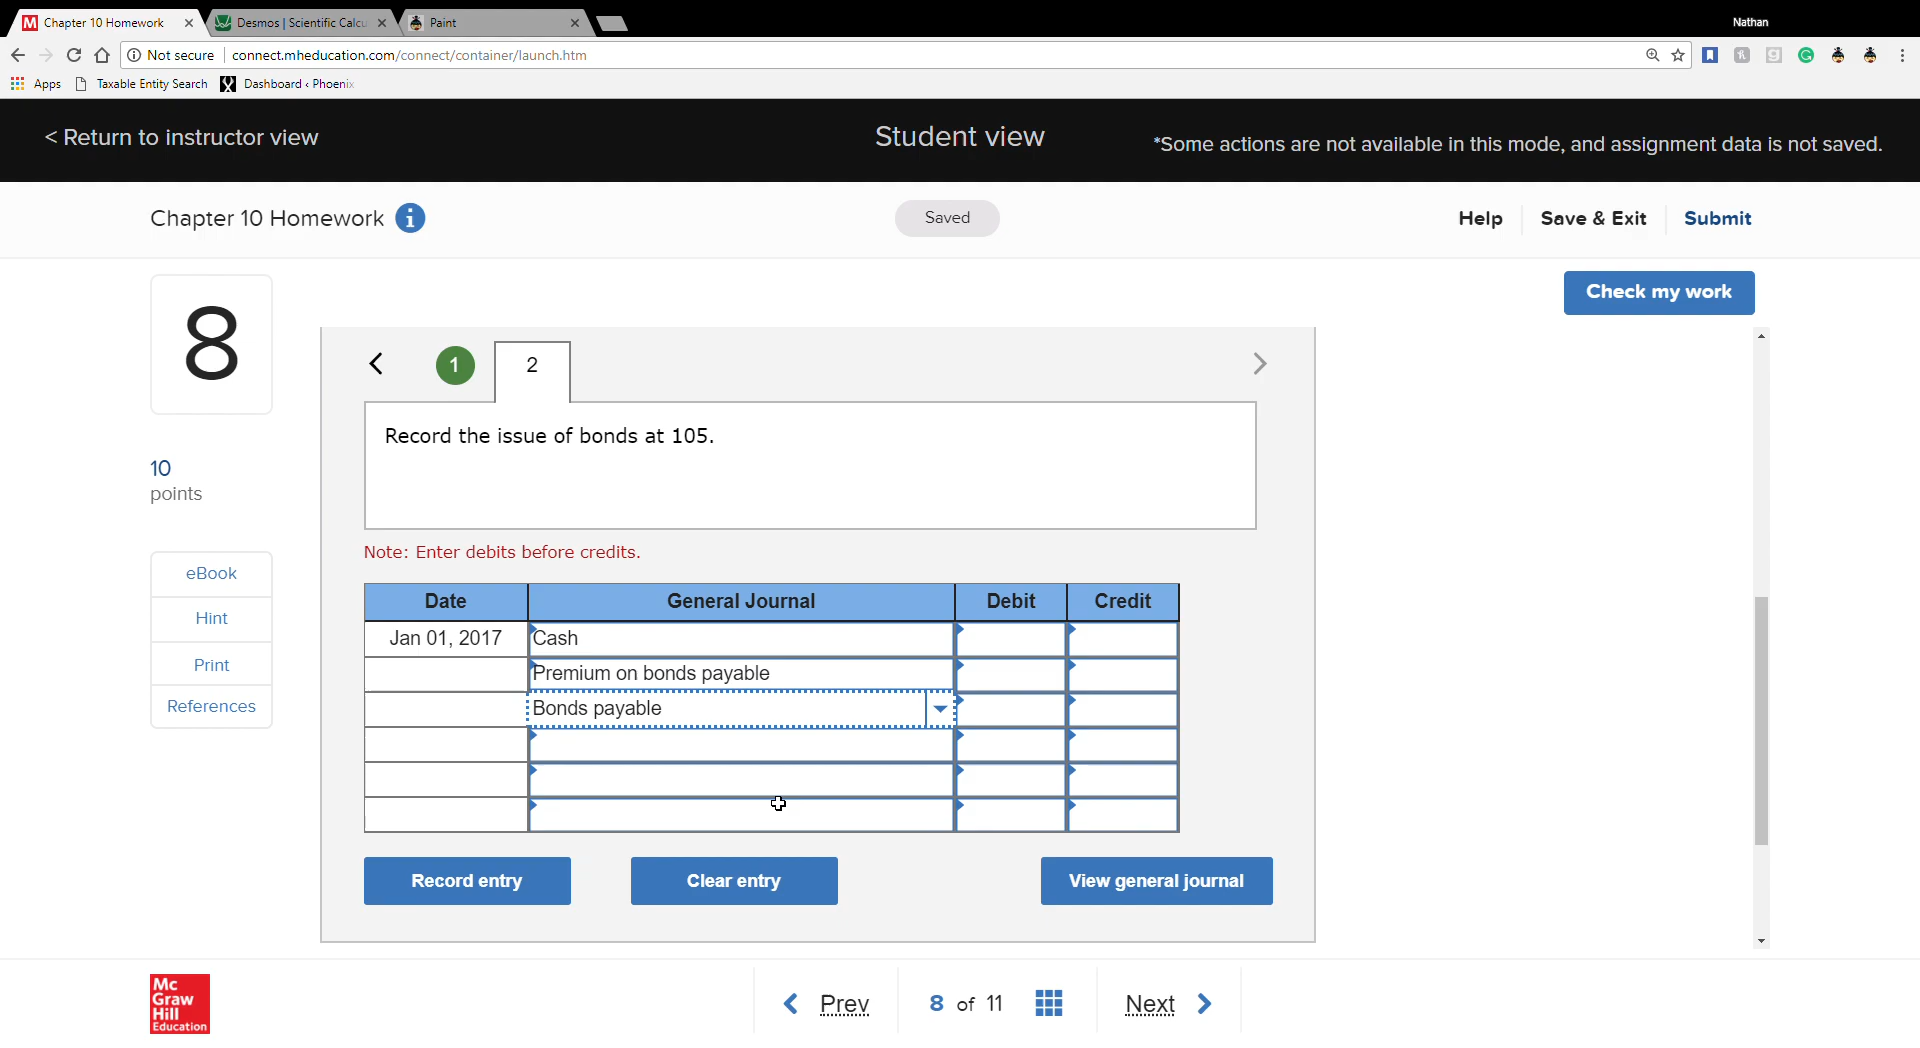 Chapter 10 Homework
Desmos | Scientific Calcu
Paint
Nathan
Not secure
connect.mheducation.com/connect/container/launch.htm
Apps
Taxable Entity Search
Dashboard ‹ Phoenix
< Return to instructor view
Student view
*Some actions are not available in this mode, and assignment data is not saved.
Chapter 10 Homework
i
Saved
Help
Save & Exit
Submit
Check my work
8
10
points
eBook
Hint
Print
References
1
2
Record the issue of bonds at 105.
Note: Enter debits before credits.
Date General Journal Debit Credit
Jan 01, 2017 Cash
Premium on bonds payable
Bonds payable
Record entry
Clear entry
View general journal
Mc
Graw
Hill
Education
Prev
8 of 11
Next